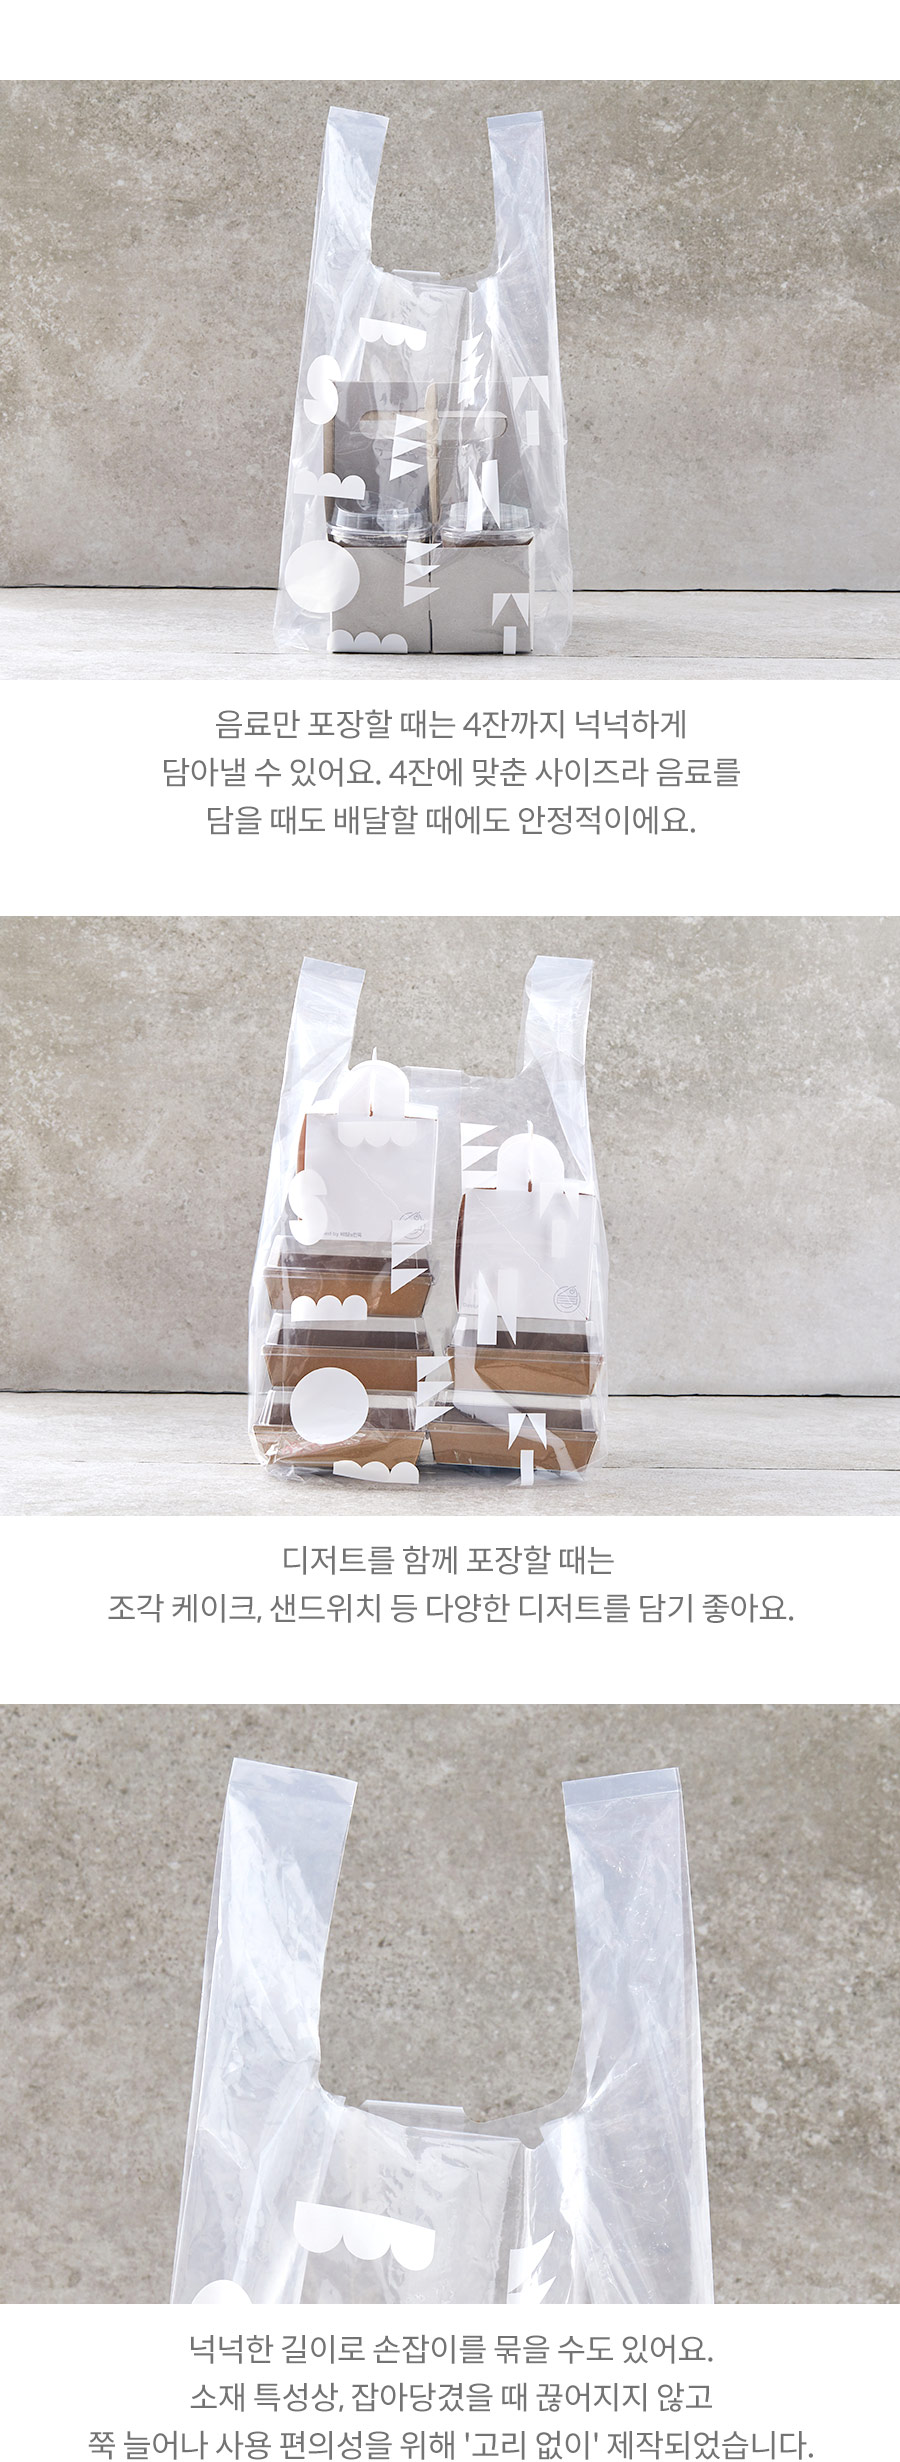 음료만 포장할 때는 4잔까지 넉넉하게
담아낼 수 있어요. 4잔에 맞춘 사이즈라 음료를
담을 때도 배달할 때에도 안정적이에요.
디저트를 함께 포장할 때는
조각 케이크, 샌드위치 등 다양한 디저트를 담기 좋아요.
넉넉한 길이로 손잡이를 묶을 수도 있어요.
소재 특성상, 잡아당겼을 때 끊어지지 않고
쭉 늘어나 사용 편의성을 위해 '고리 없이' 제작되었습니다.